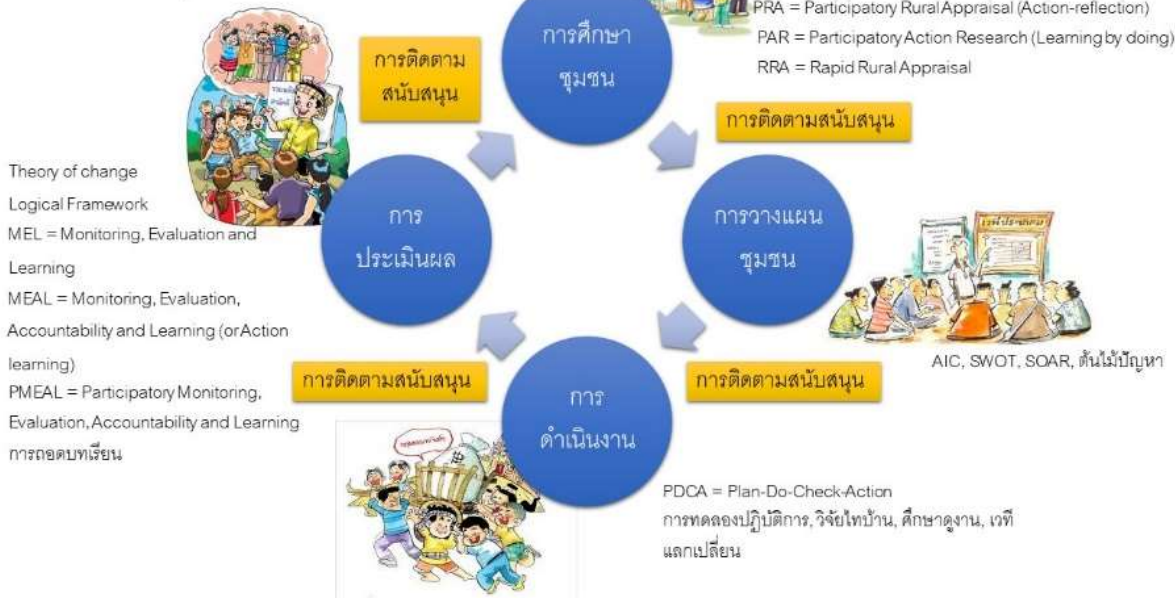 PRA = Participatory Rural Appraisal (Action-reflection)
PAR = Participatory Action Research (Learning by doing)
RRA = Rapid Rural Appraisal
การศึกษา
ชุมชน
การติดตาม
สนับสนุน
การติดตามสนับสนุน
Theory of change
Logical Framework
MEL = Monitoring, Evaluation and
Learning
MEAL = Monitoring, Evaluation,
Accountability and Learning (orAction
learning)
PMEAL = Participatory Monitoring,
Evaluation, Accountability and Learning
การถอดบทเรียน
การ
ประเมินผล
การวางแผน
ชุมชน
AIC, SWOT, SOAR, ต้นไม้ปัญหา
การติดตามสนับสนุน
การติดตามสนับสนุน
การ
ดำเนินงาน
PDCA = Plan-Do-Check-Action
การทดลองปฏิบัติการ, วิจัยไทบ้าน, ศึกษาดูงาน, เวที
แลกเปลี่ยน